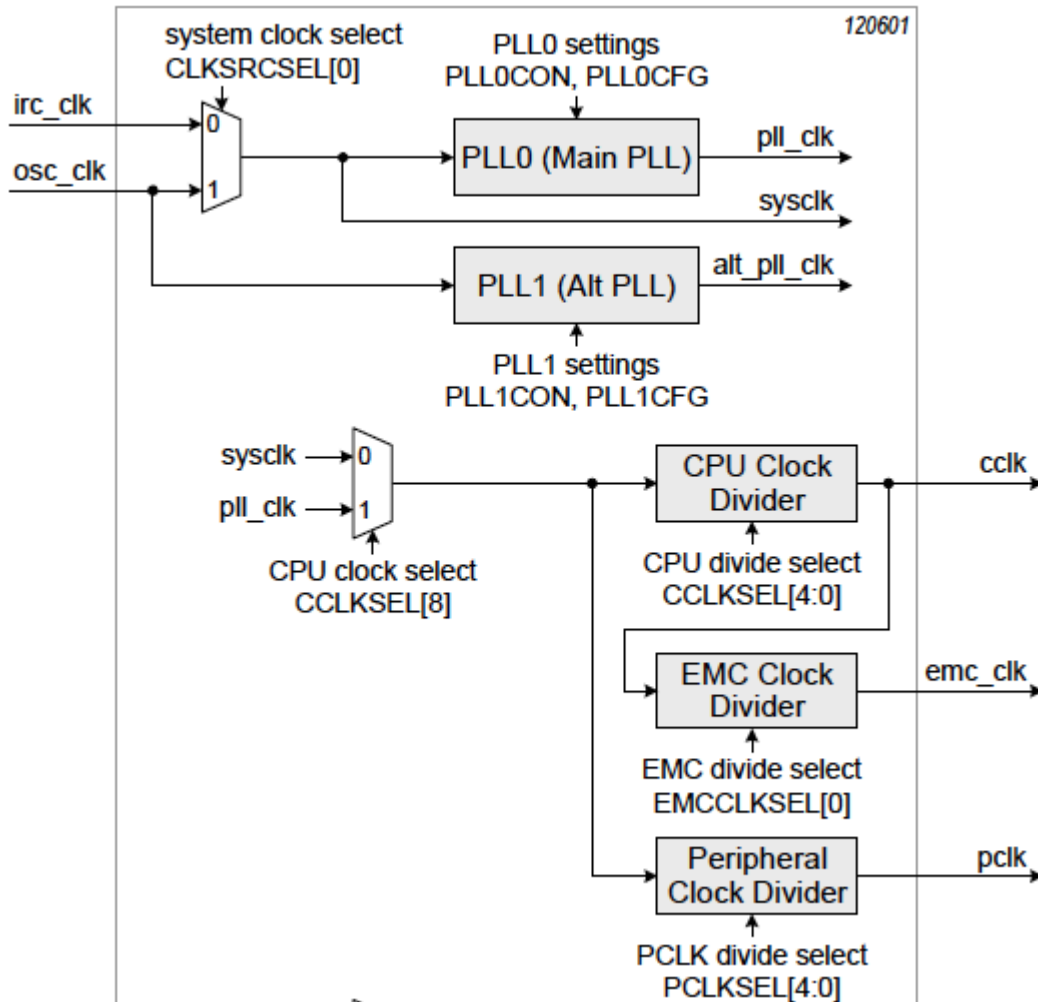 120601
system clock select
CLKSRCSEL[0]
PLL0 settings
PLL0CON, PLL0CFG
irc_clk
0
osc_clk
1
PLL0 (Main PLL)
pll_clk
sysclk
PLL1 (Alt PLL)
alt_pll_clk
PLL1 settings
PLL1CON, PLL1CFG
sysclk
0
pll_clk
1
CPU clock select
CCLKSEL[8]
CPU Clock
Divider
cclk
CPU divide select
CCLKSEL[4:0]
EMC Clock
Divider
emc_clk
EMC divide select
EMCCLKSEL[0]
Peripheral
Clock Divider
pclk
PCLK divide select
PCLKSEL[4:0]